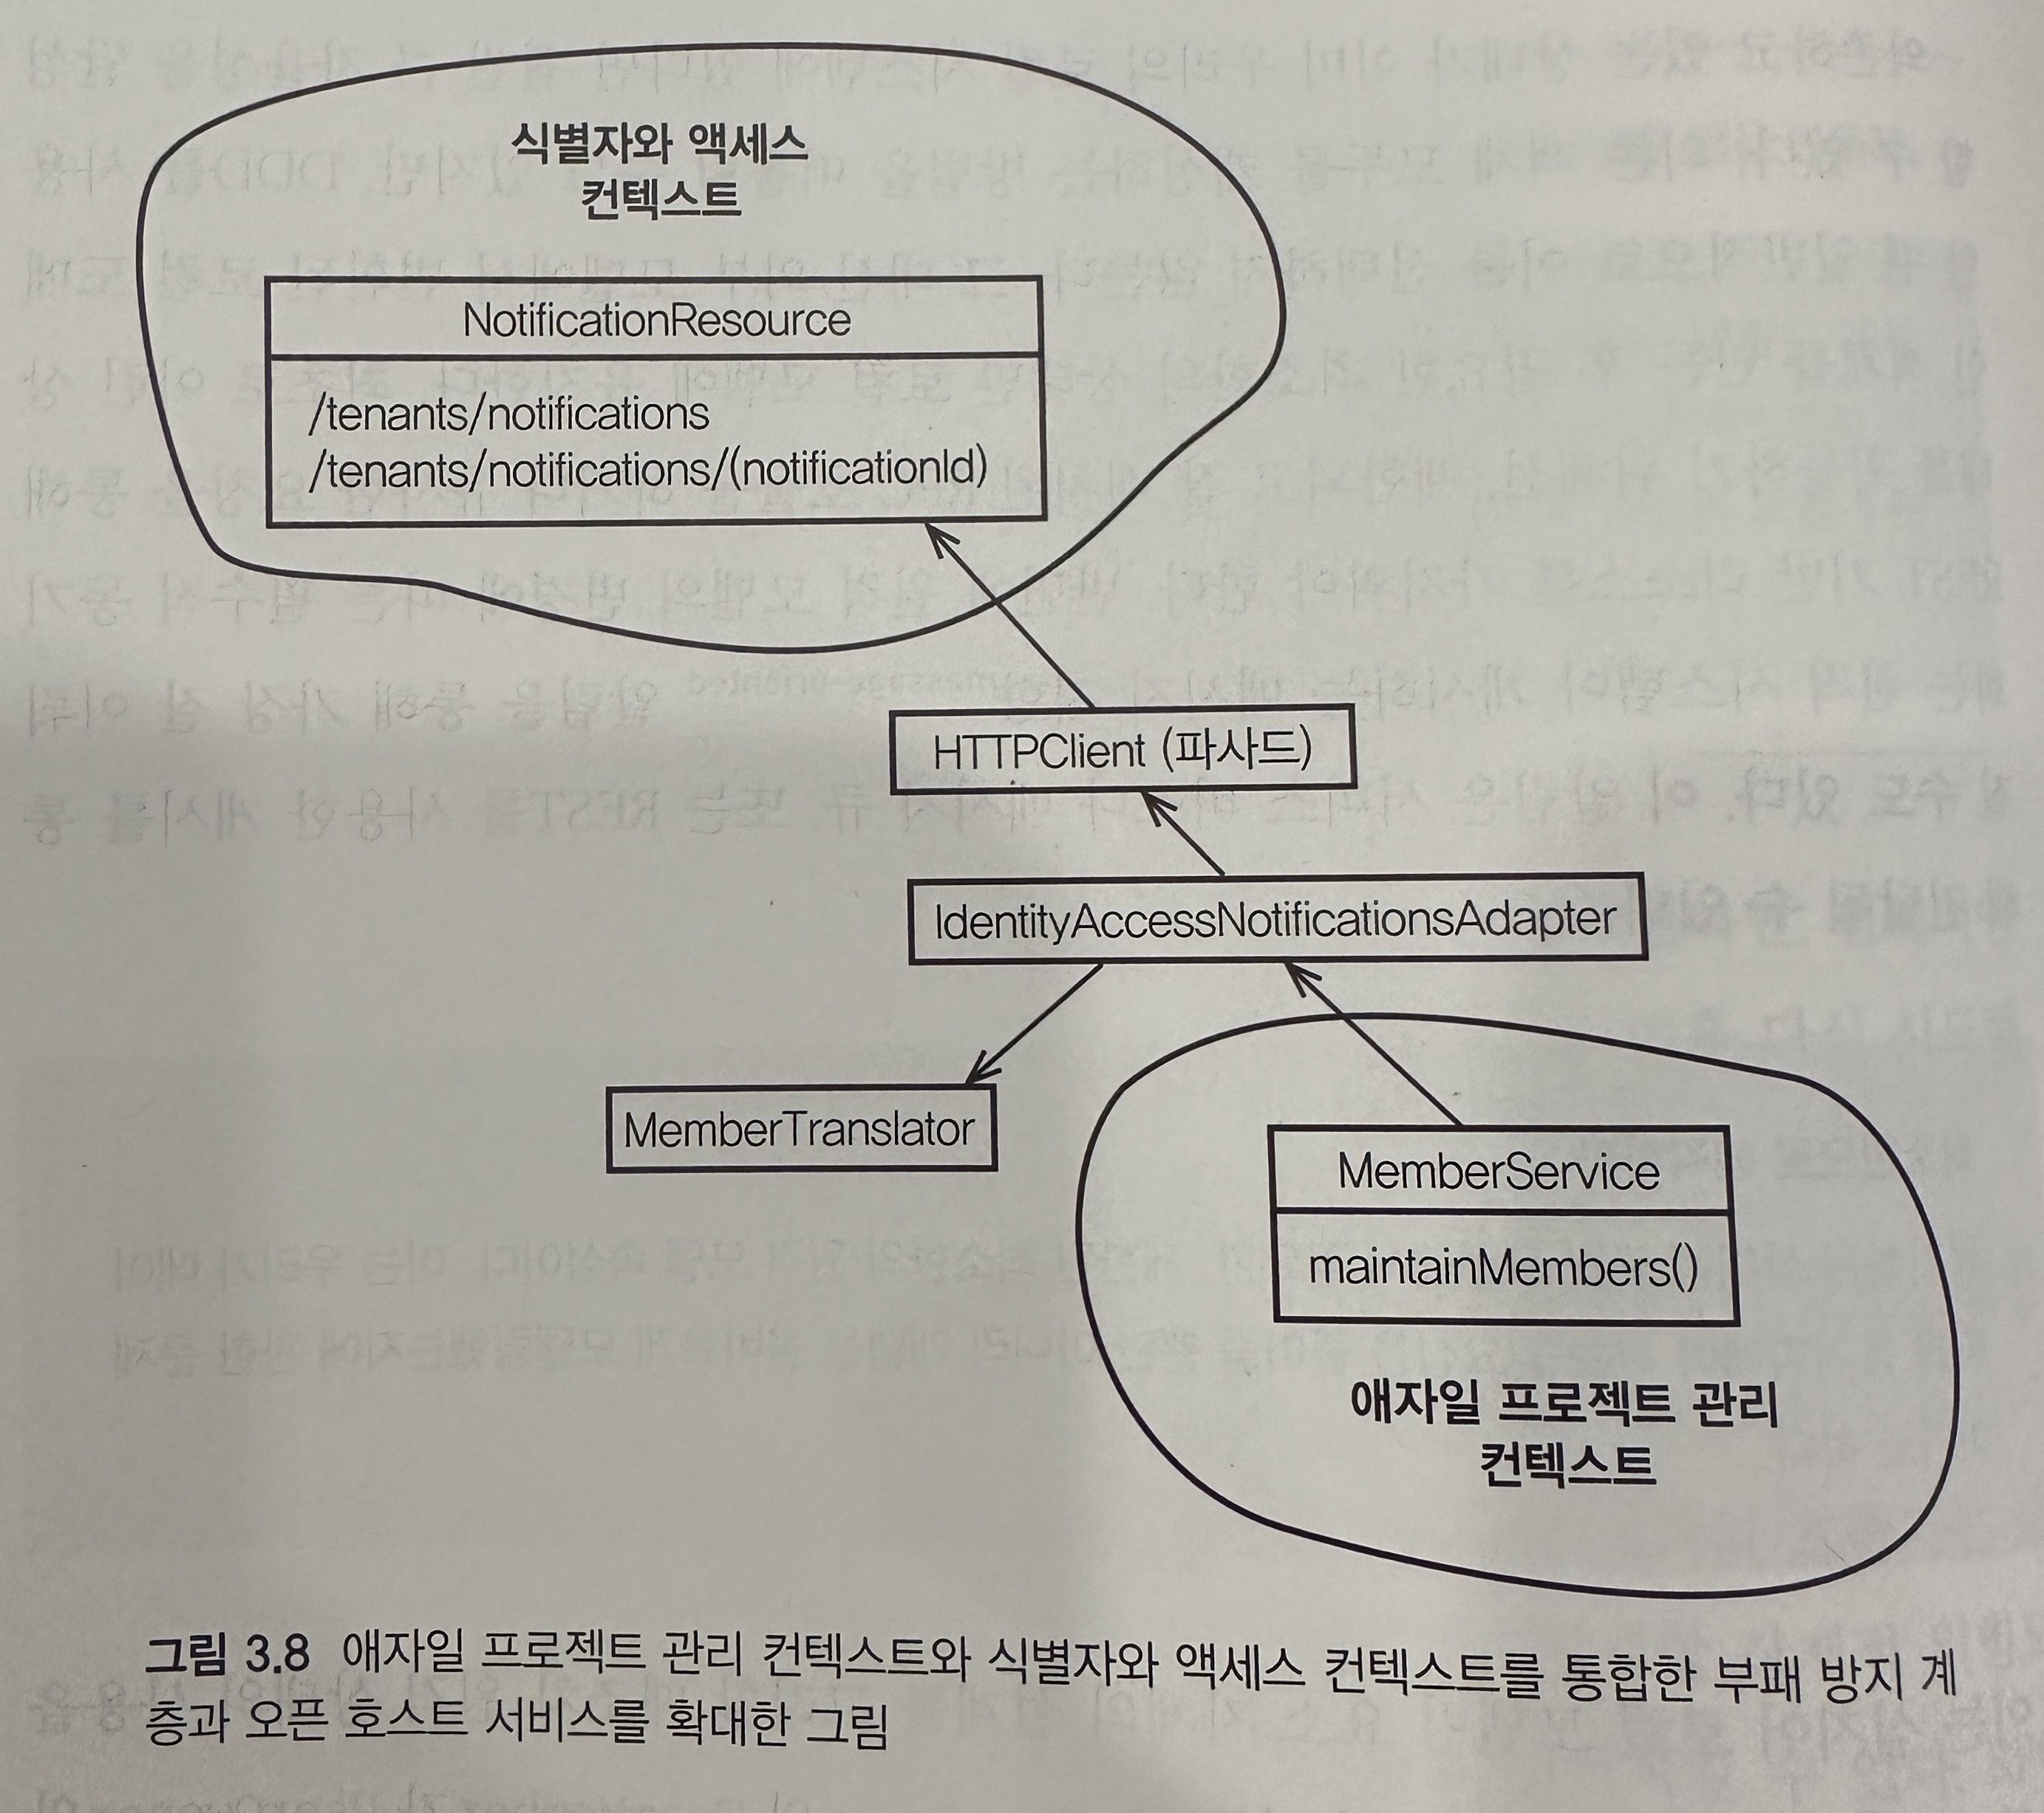 식별자와 액세스
컨텍스트
NotificationResource
/tenants/notifications
/tenants/notifications/(notificationId)
HTTPClient (파사드)
IdentityAccessNotificationsAdapter
MemberTranslator
MemberService
maintainMembers()
애자일 프로젝트 관리
컨텍스트
그림 3.8 애자일 프로젝트 관리 컨텍스트와 식별자와 액세스 컨텍스트를 통합한 부패 방지 계
층과 오픈 호스트 서비스를 확대한 그림